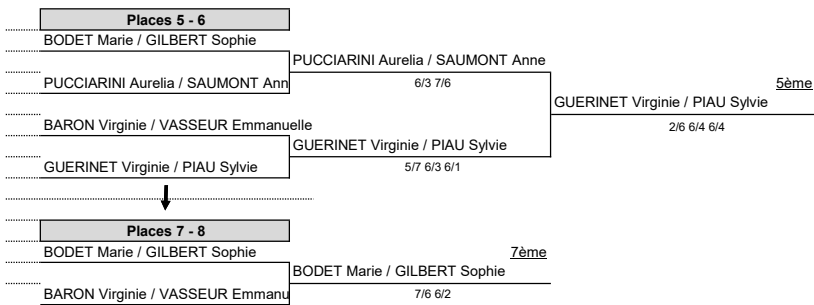 Places 5 - 6
BODET Marie / GILBERT Sophie
PUCCIARINI Aurelia / SAUMONT Anne
PUCCIARINI Aurelia / SAUMONT Ann
6/3 7/6
5ème
GUERINET Virginie / PIAU Sylvie
BARON Virginie / VASSEUR Emmanuelle
2/6 6/4 6/4
GUERINET Virginie / PIAU Sylvie
GUERINET Virginie / PIAU Sylvie
5/7 6/3 6/1
Places 7 - 8
BODET Marie / GILBERT Sophie
7ème
BODET Marie / GILBERT Sophie
BARON Virginie / VASSEUR Emmanu
7/6 6/2